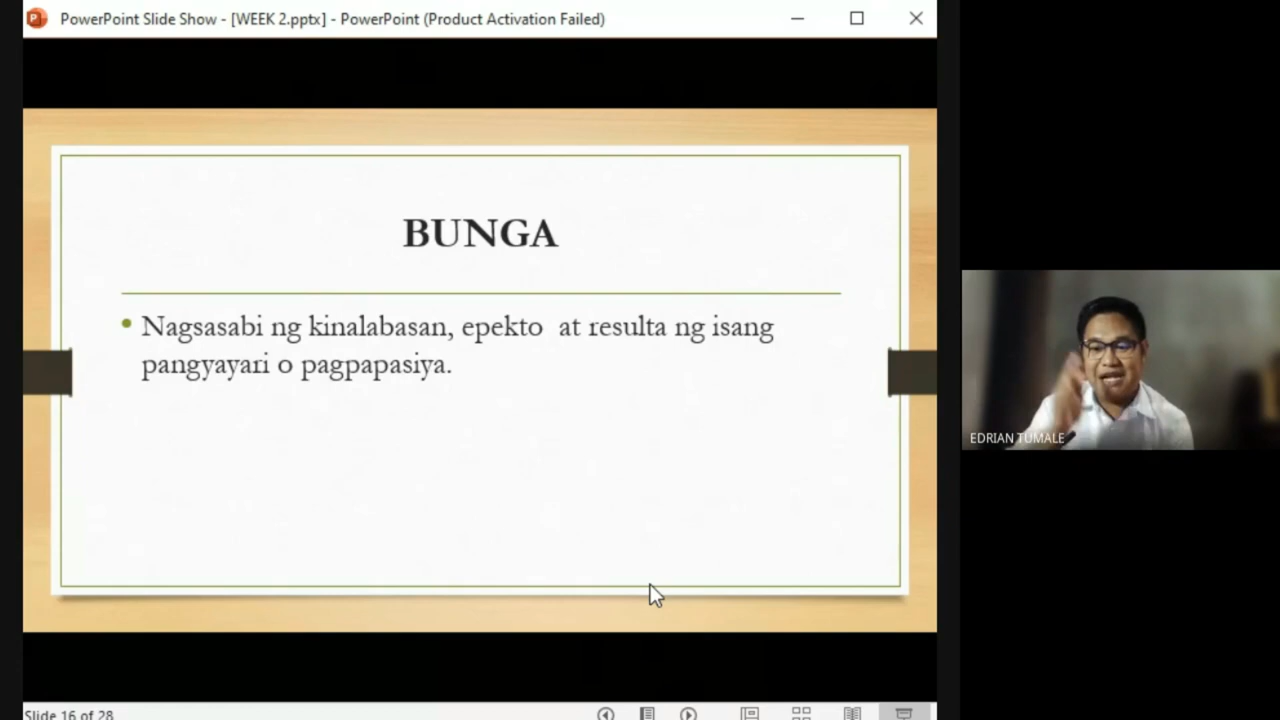 PowerPoint Slide Show - [WEEK 2.pptx] - PowerPoint (Product Activation Failed)
BUNGA
• Nagsasabi ng kinalabasan, epekto at resulta ng isang
pangyayari o pagpapasiya.
EDRIAN TUMALE
Slide 16 of 28